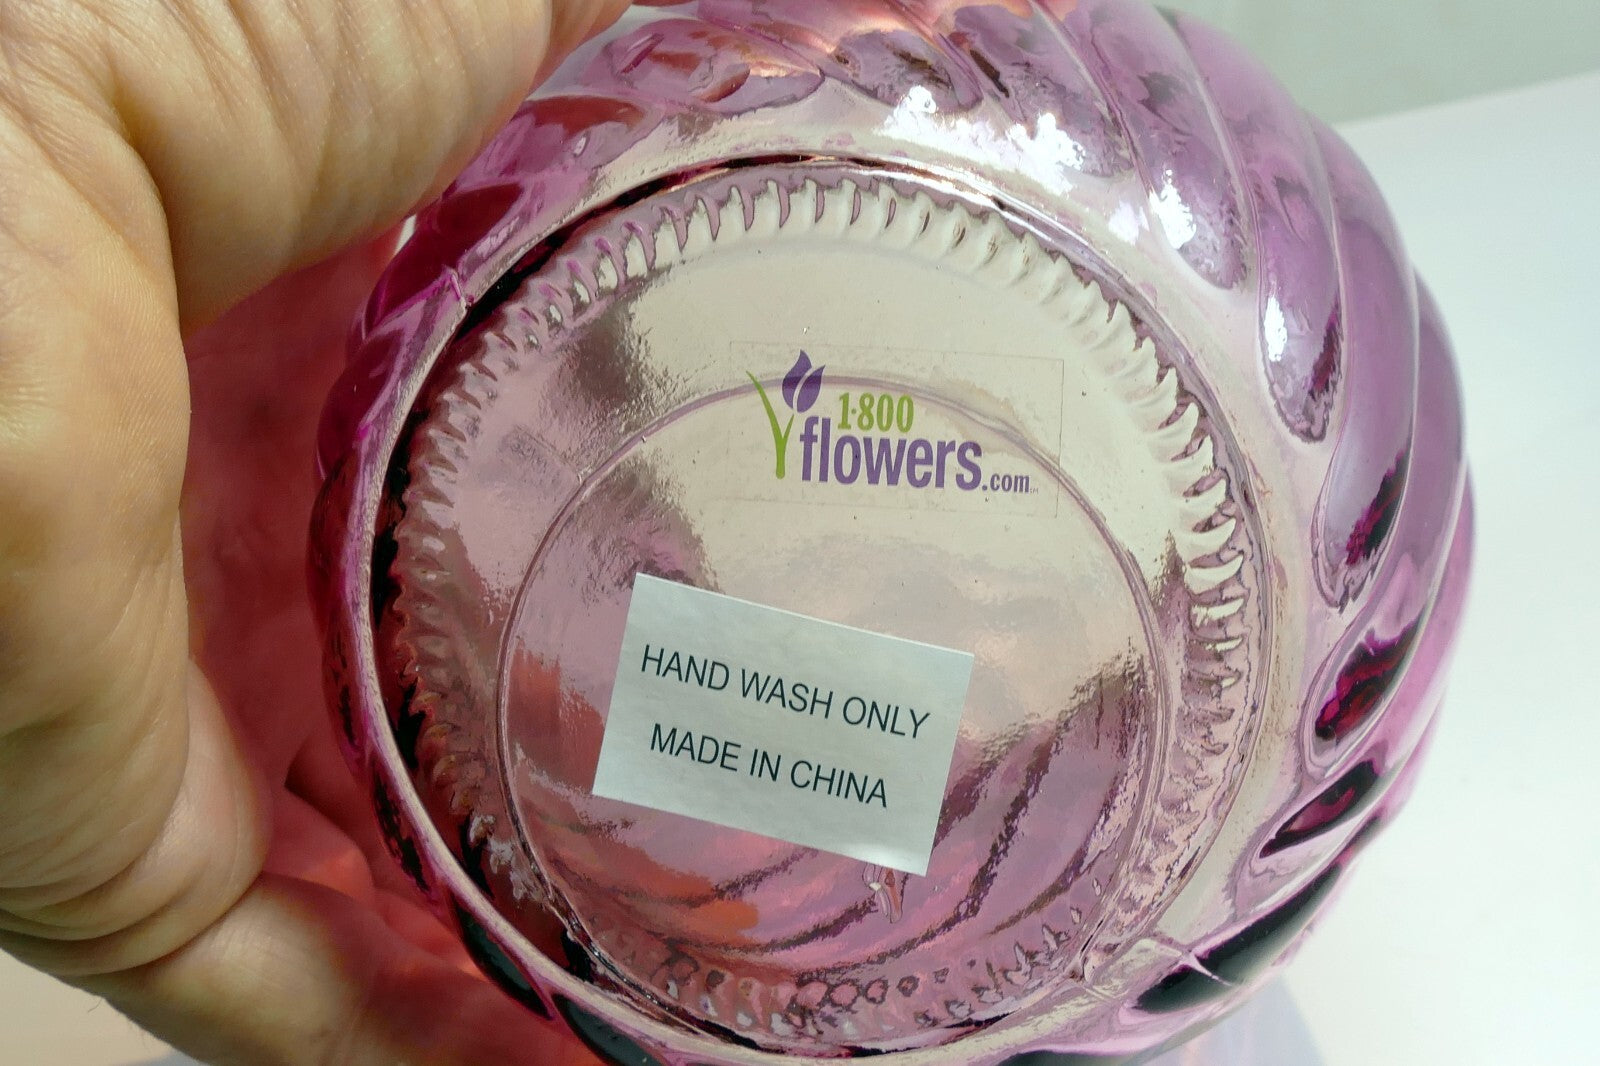 1·800
flowers.com
HAND WASH ONLY
MADE IN CHINA